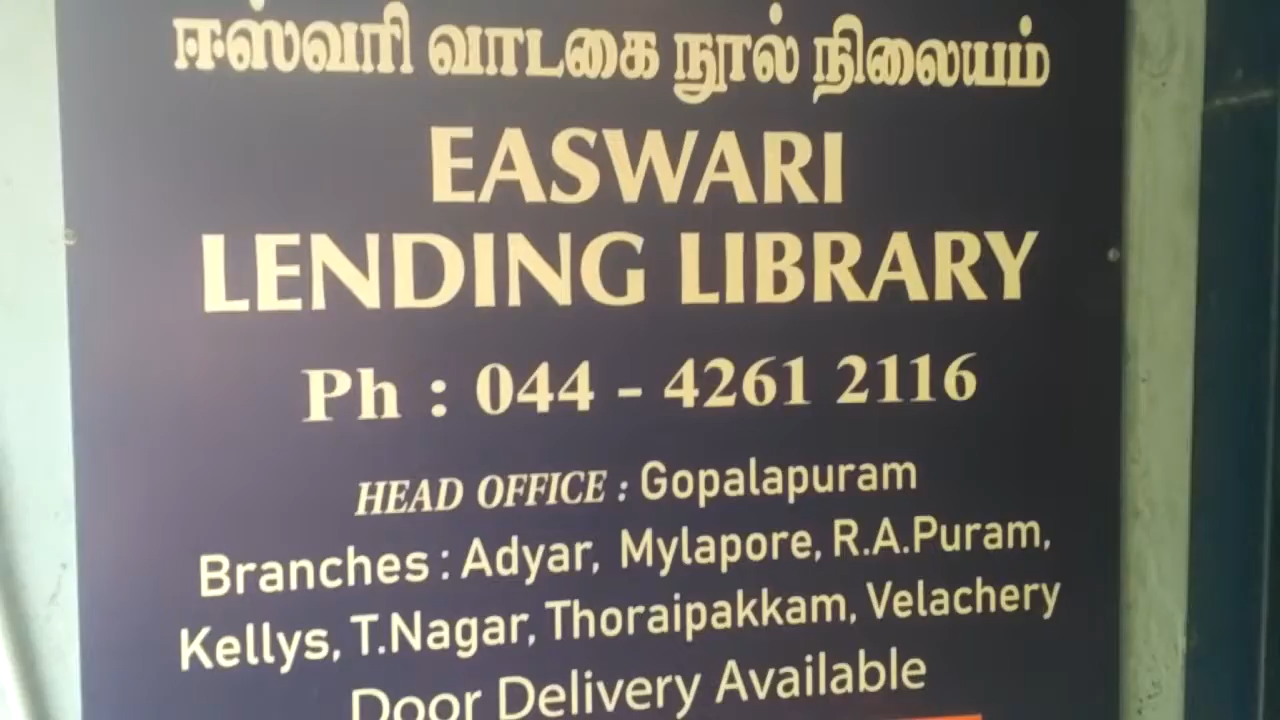 ஈஸ்வரி வாடகை நூல் நிலையம்
EASWARI
LENDING LIBRARY
Ph : 044 - 4261 2116
HEAD OFFICE : Gopalapuram
Branches : Adyar, Mylapore, R.A.Puram,
Kellys, T.Nagar, Thoraipakkam, Velachery
Door Delivery Available